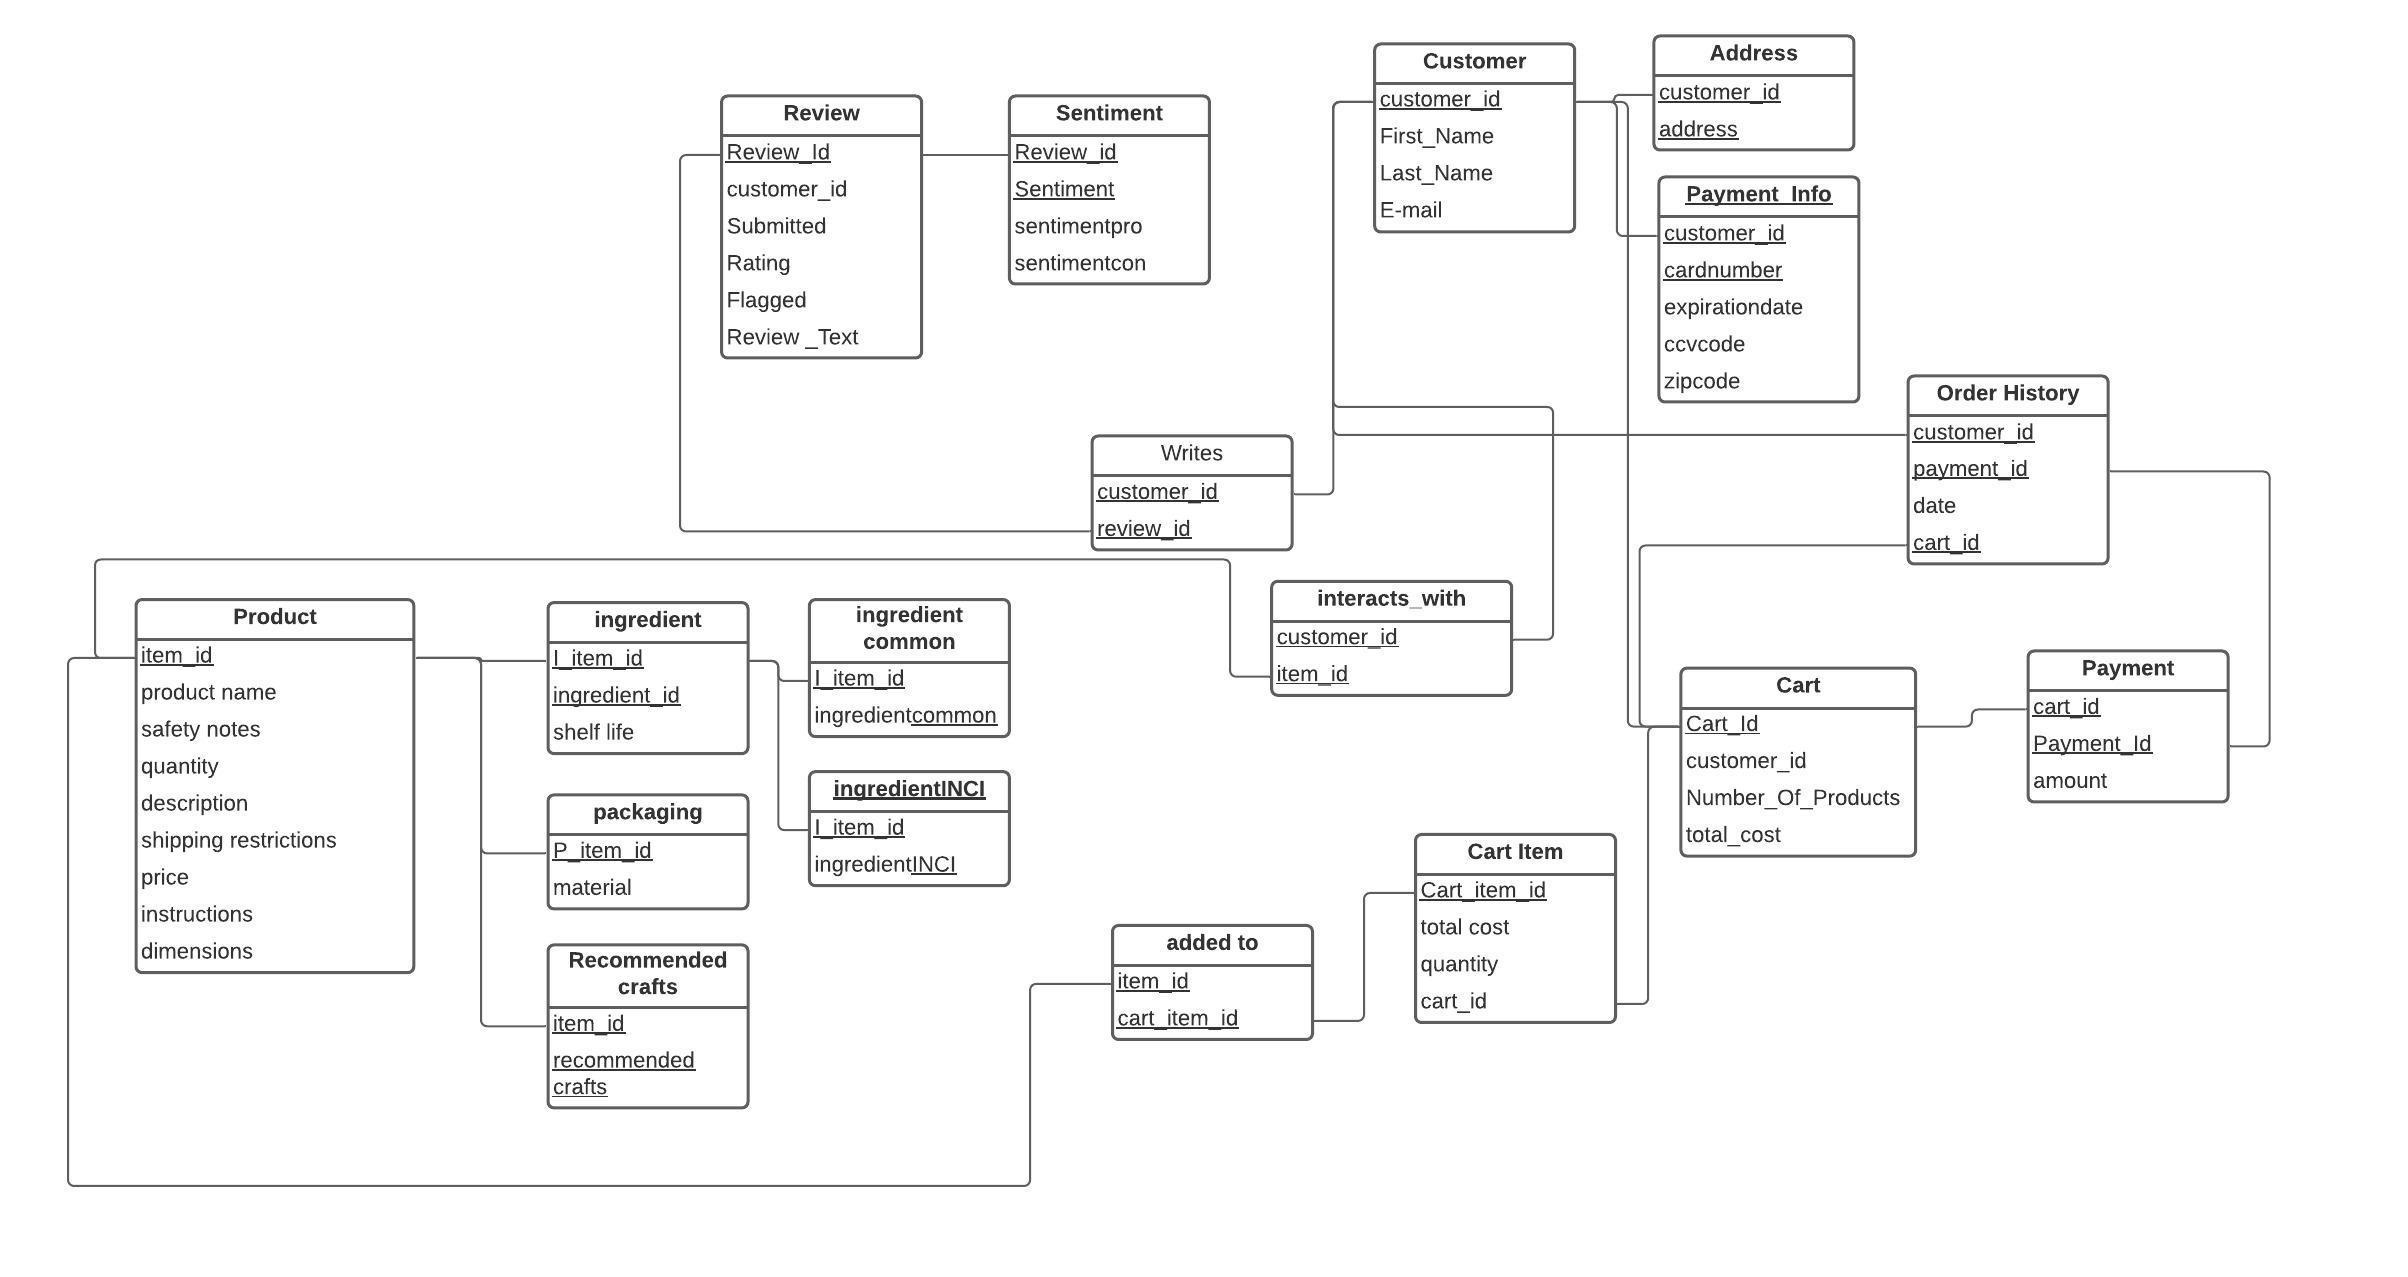 Customer
customer_id
First_Name
Last_Name
E-mail
Address
customer_id
address
Review
Review_Id
customer_id
Submitted
Rating
Flagged
Review _Text
Sentiment
Review_id
Sentiment
sentimentpro
sentimentcon
Payment_Info
customer_id
cardnumber
expirationdate
ccvcode
zipcode
Order History
customer_id
payment_id
date
cart_id
Writes
customer_id
review_id
Product
item_id
product name
safety notes
quantity
description
shipping restrictions
price
instructions
dimensions
ingredient
I_item_id
ingredient_id
shelf life
ingredient
common
I_item_id
ingredientcommon
interacts_with
customer_id
item_id
Cart
Cart_Id
customer_id
Number_Of_Products
total_cost
Payment
cart_id
Payment_Id
amount
packaging
P_item_id
material
ingredientINCI
I_item_id
ingredientINCI
Cart Item
Cart_item_id
total cost
quantity
cart_id
added to
item_id
cart_item_id
Recommended
crafts
item_id
recommended
crafts